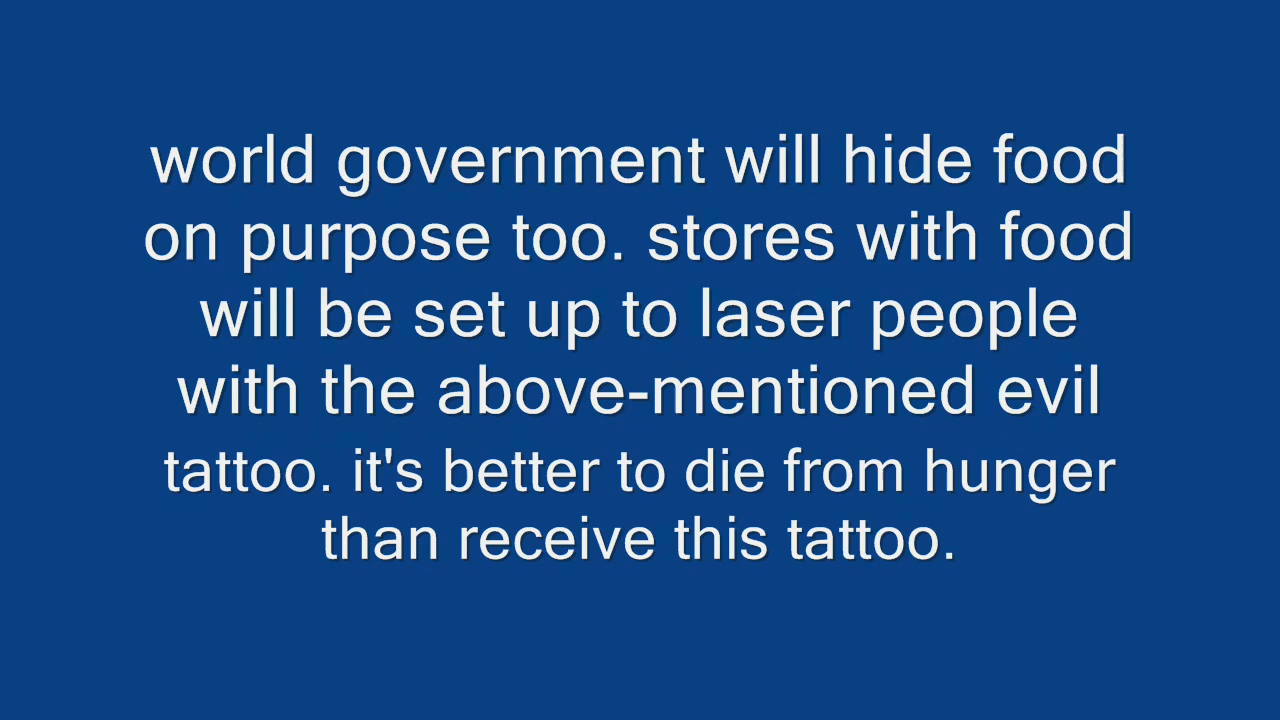 world government will hide food
on purpose too. stores with food
will be set up to laser people
with the above-mentioned evil
tattoo. it's better to die from hunger
than receive this tattoo.